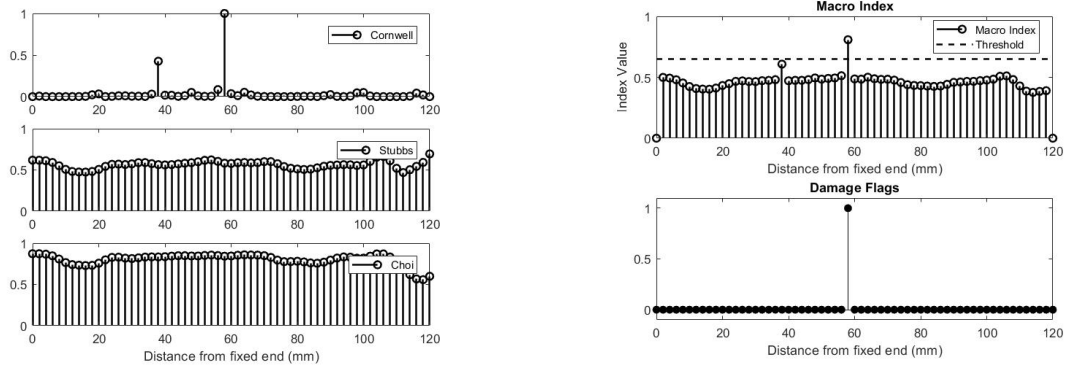 1
0.5
0
Cornwell
0 20 40 60 80 100 120
1
0.5
0
Stubbs
0 20 40 60 80 100 120
1
0.5
0
Choi
0 20 40 60 80 100 120
Distance from fixed end (mm)
Macro Index
Index Value
1
0.5
0
Macro Index
Threshold
0 20 40 60 80 100 120
Distance from fixed end (mm)
Damage Flags
1
0.5
0
0 20 40 60 80 100 120
Distance from fixed end (mm)